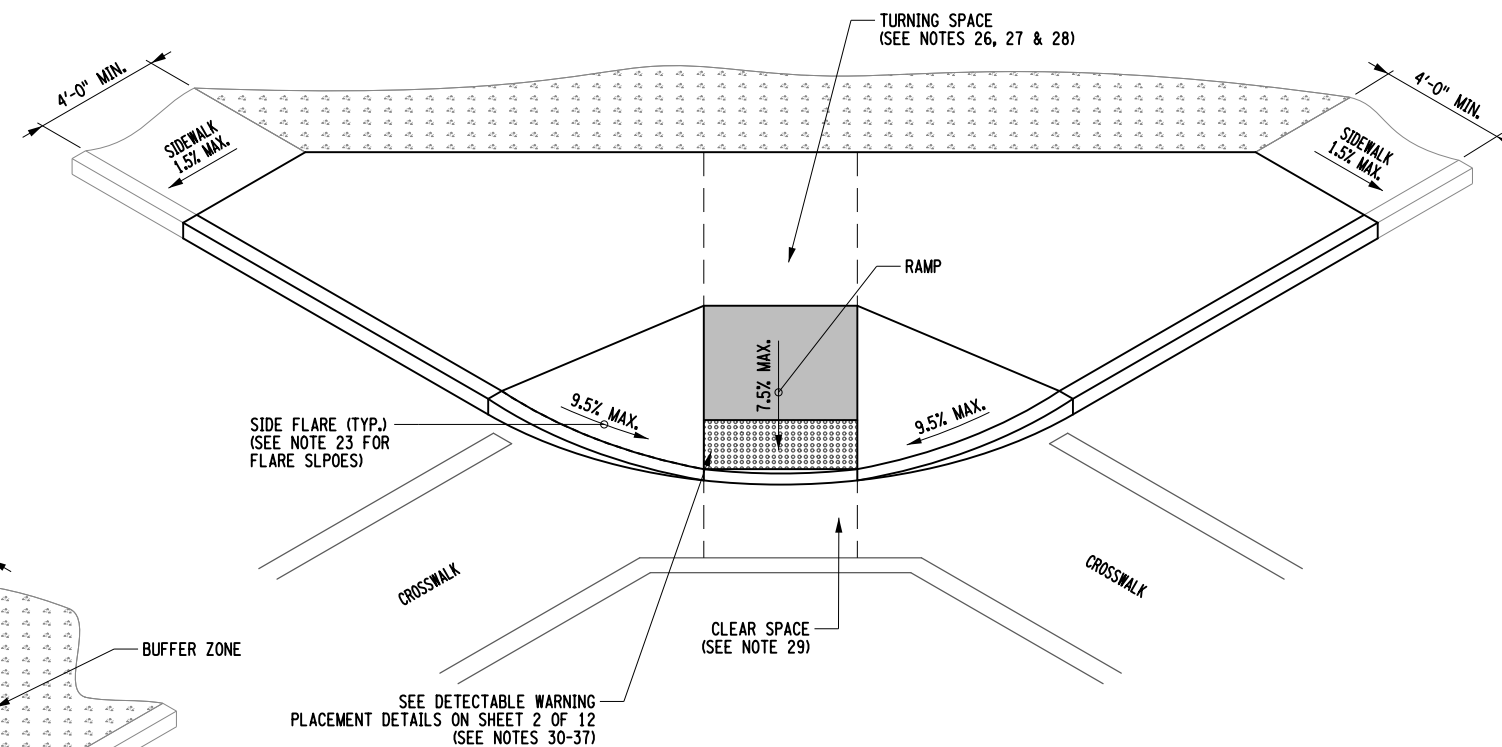 TURNING SPACE
(SEE NOTES 26, 27 & 28)
4'-0" MIN.
4'-0" MIN.
SIDEWALK
1.5% MAX.
SIDEWALK
1.5% MAX.
RAMP
7.5% MAX.
9.5% MAX.
9.5% MAX.
SIDE FLARE (TYP.)
(SEE NOTE 23 FOR
FLARE SLPOES)
CROSSWALK
CROSSWALK
CLEAR SPACE
(SEE NOTE 29)
BUFFER ZONE
SEE DETECTABLE WARNING
PLACEMENT DETAILS ON SHEET 2 OF 12
(SEE NOTES 30-37)